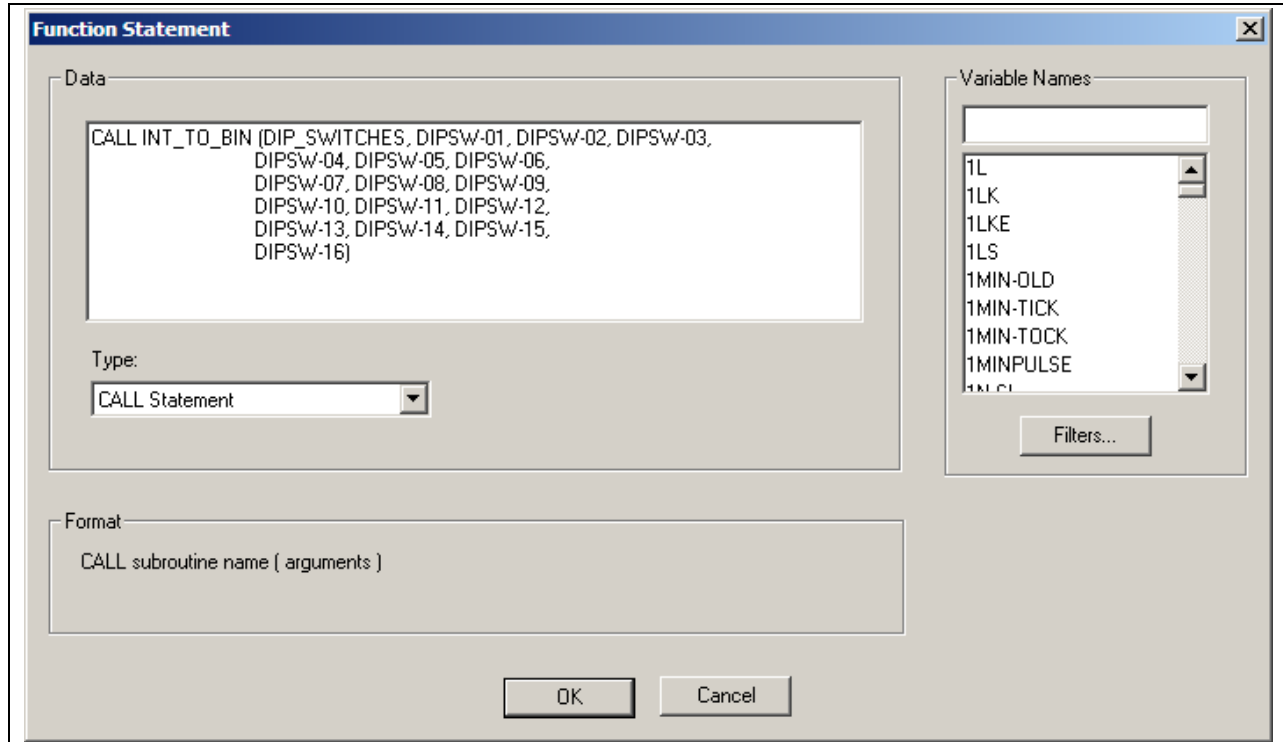 Function Statement
Data
CALL INT_TO_BIN (DIP_SWITCHES, DIPSW-01, DIPSW-02, DIPSW-03,
DIPSW-04, DIPSW-05, DIPSW-06,
DIPSW-07, DIPSW-08, DIPSW-09,
DIPSW-10, DIPSW-11, DIPSW-12,
DIPSW-13, DIPSW-14, DIPSW-15,
DIPSW-16)
Type:
CALL Statement
Variable Names
1L
1LK
1LKE
1LS
1MIN-OLD
1MIN-TICK
1MIN-TOCK
1MINPULSE
Filters...
Format
CALL subroutine name ( arguments )
OK
Cancel